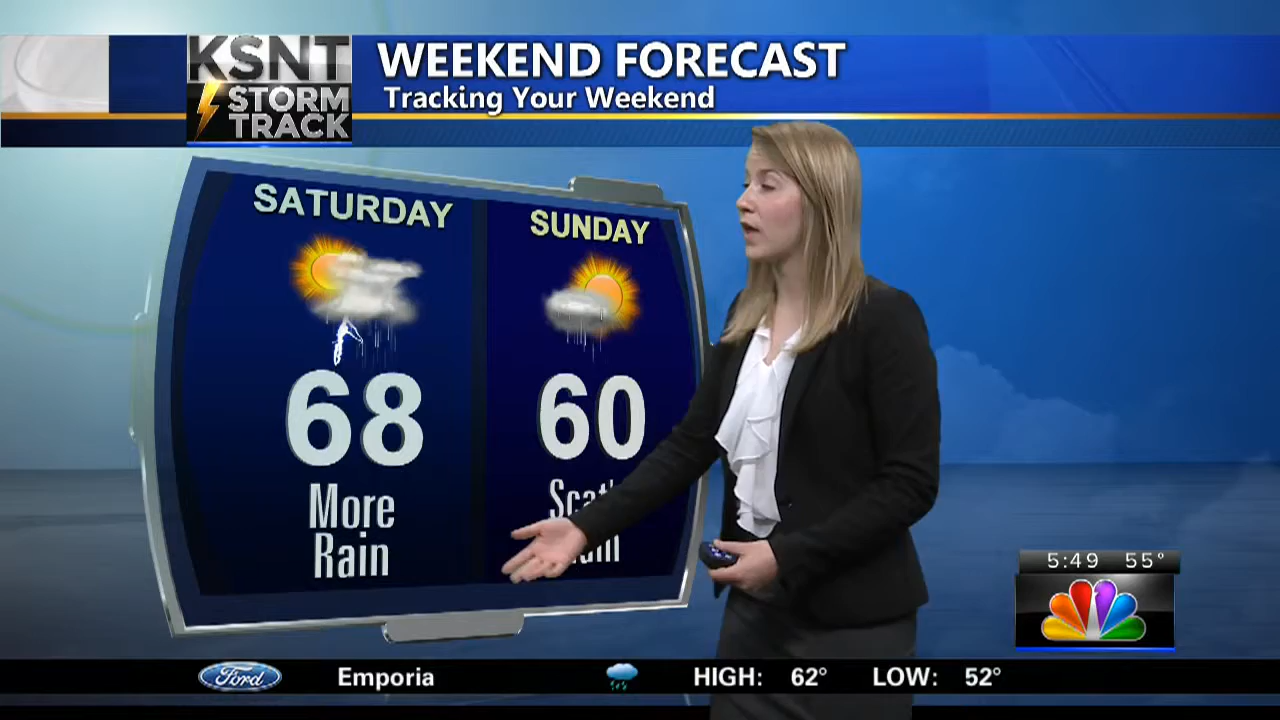 KSNT
STORM
TRACK
WEEKEND FORECAST
Tracking Your Weekend
SATURDAY
68
More
Rain
SUNDAY
60
5:49 55°
Ford Emporia HIGH: 62° LOW: 52°